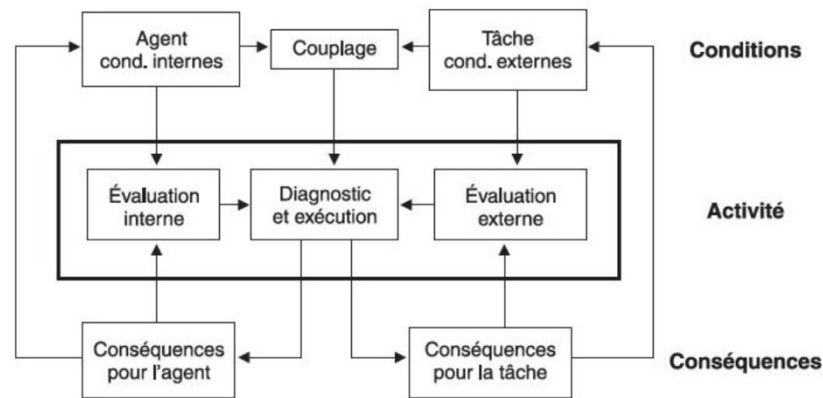 Agent
cond. internes
Couplage
Tâche
cond. externes
Conditions
Évaluation
interne
Diagnostic
et exécution
Évaluation
externe
Activité
Conséquences
pour l'agent
Conséquences
pour la tâche
Conséquences